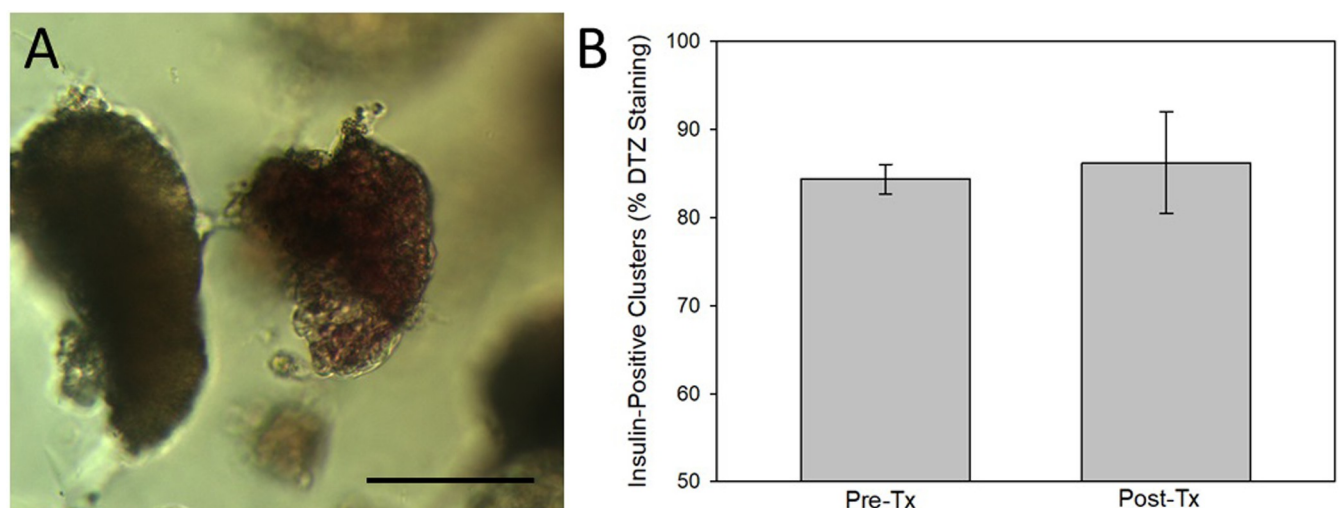 A
B
Insulin-Positive Clusters (% DTZ Staining)
100
90
80
70
60
50
Pre-Tx
Post-Tx